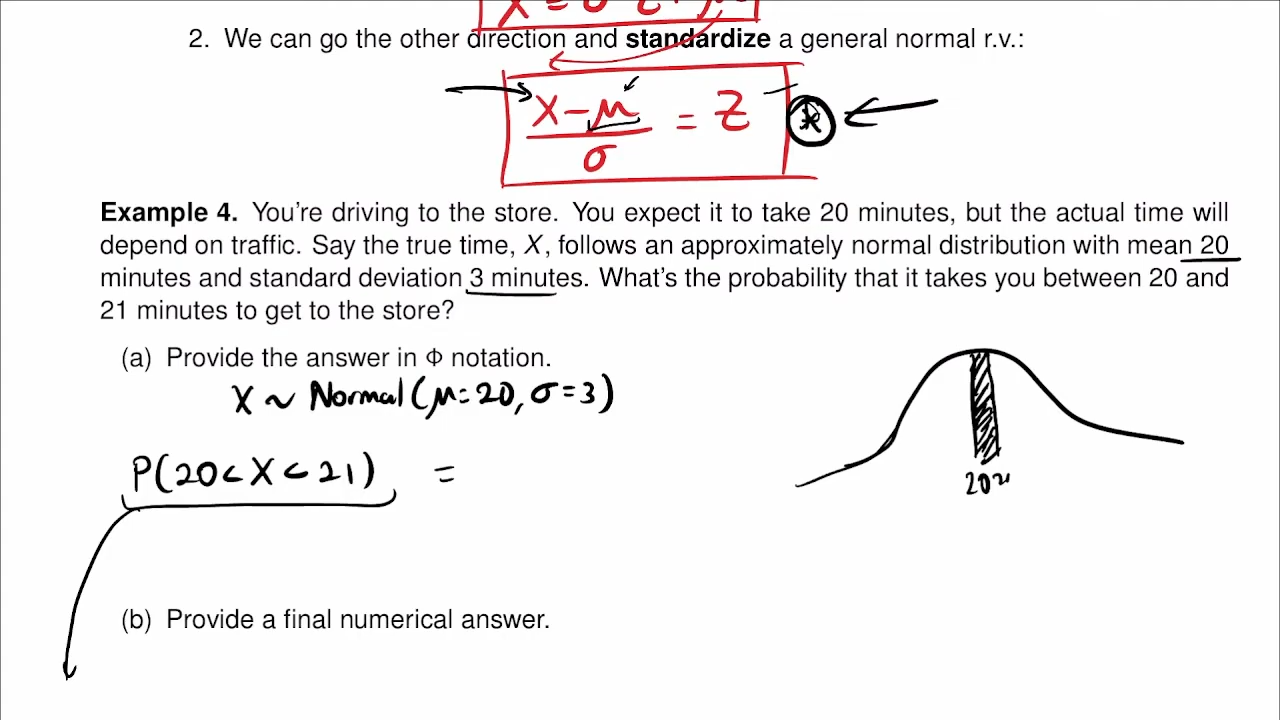 X = σ Z + μ
2. We can go the other direction and standardize a general normal r.v.:
X - μ / σ = Z *
Example 4. You're driving to the store. You expect it to take 20 minutes, but the actual time will
depend on traffic. Say the true time, X, follows an approximately normal distribution with mean 20
minutes and standard deviation 3 minutes. What's the probability that it takes you between 20 and
21 minutes to get to the store?
(a) Provide the answer in Φ notation.
X ~ Normal (μ=20, σ=3)
P(20 < X < 21) =
20 21
(b) Provide a final numerical answer.